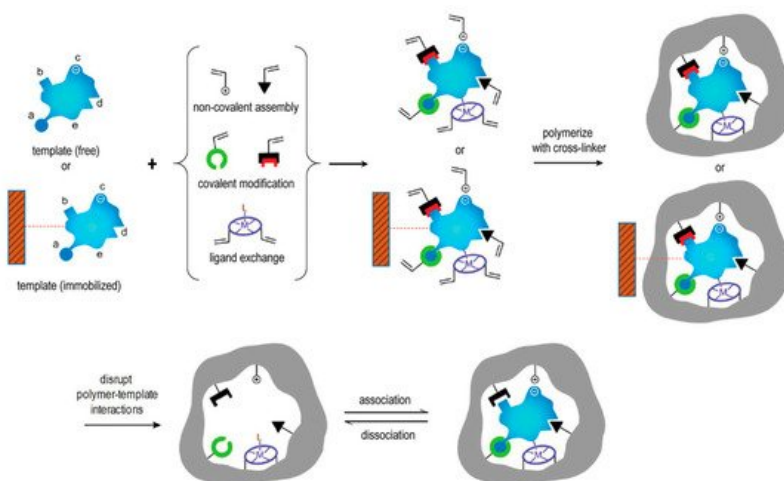 c
b
d
a
e
template (free)
or
c
b
d
a
e
template (immobilized)
+
non-covalent assembly
covalent modification
L
M
ligand exchange
M
or
M
polymerize
with cross-linker
M
or
M
disrupt
polymer-template
interactions
L
M
association
dissociation
M